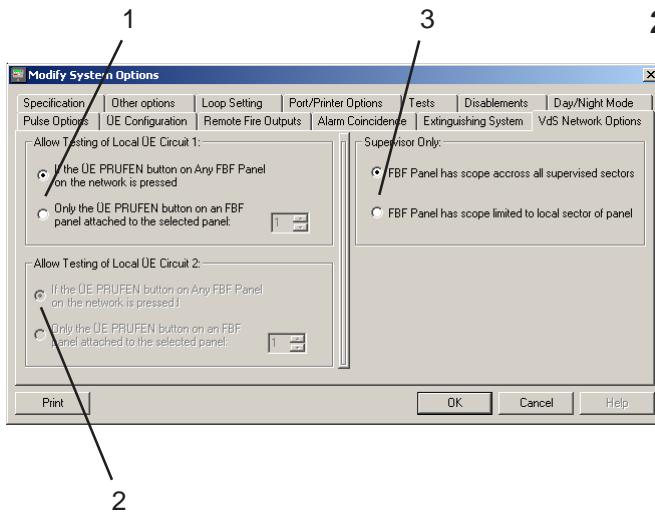 1
3
2
Modify System Options
Specification
Other options
Loop Setting
Port/Printer Options
Tests
Disablements
Day/Night Mode
Pulse Options
ÜE Configuration
Remote Fire Outputs
Alarm Coincidence
Extinguishing System
VdS Network Options
Allow Testing of Local ÜE Circuit 1:
If the ÜE PRUFEN button on Any FBF Panel
on the network is pressed
Only the ÜE PRUFEN button on an FBF
panel attached to the selected panel:
1
Allow Testing of Local ÜE Circuit 2:
If the ÜE PRUFEN button on Any FBF Panel
on the network is pressed !
Only the ÜE PRUFEN button on an FBF
panel attached to the selected panel:
1
Supervisor Only:
FBF Panel has scope accross all supervised sectors
FBF Panel has scope limited to local sector of panel
Print
OK
Cancel
Help
2